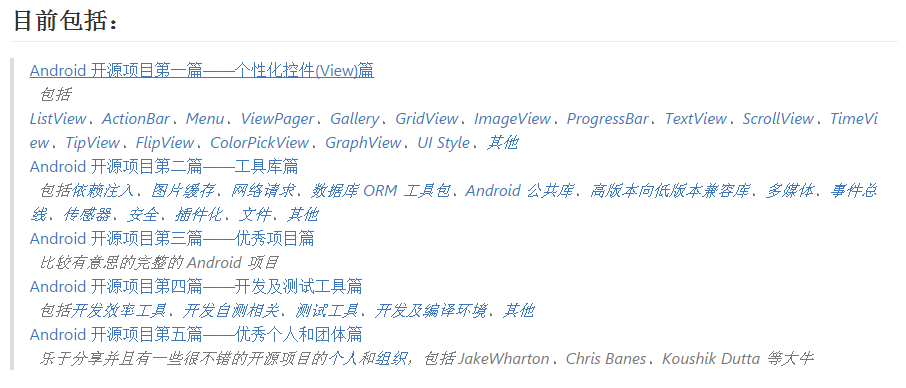 目前包括：
Android 开源项目第一篇——个性化控件(View)篇
包括
ListView、ActionBar、Menu、ViewPager、Gallery、GridView、ImageView、ProgressBar、TextView、ScrollView、TimeVi
ew、TipView、FlipView、ColorPickView、GraphView、UI Style、其他
Android 开源项目第二篇——工具库篇
包括依赖注入、图片缓存、网络请求、数据库 ORM 工具包、Android 公共库、高版本向低版本兼容库、多媒体、事件总
线、传感器、安全、插件化、文件、其他
Android 开源项目第三篇——优秀项目篇
比较有意思的完整的 Android 项目
Android 开源项目第四篇——开发及测试工具篇
包括开发效率工具、开发自测相关、测试工具、开发及编译环境、其他
Android 开源项目第五篇——优秀个人和团体篇
乐于分享并且有一些很不错的开源项目的个人和组织，包括 JakeWharton、Chris Banes、Koushik Dutta 等大牛